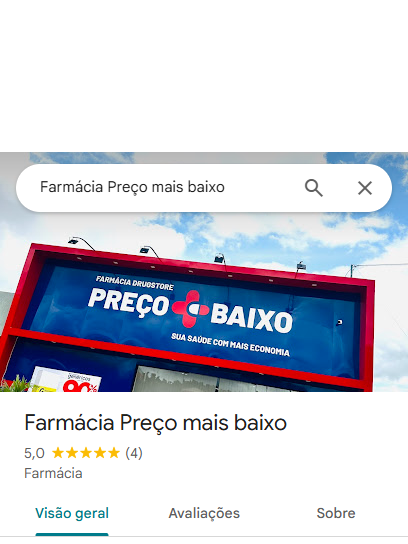 Farmácia Preço mais baixo
FARMÁCIA DRUGSTORE
PREÇO BAIXO
SUA SAÚDE COM MAIS ECONOMIA
genéricos
90%
Farmácia Preço mais baixo
5,0 (4)
Farmácia
Visão geral Avaliações Sobre